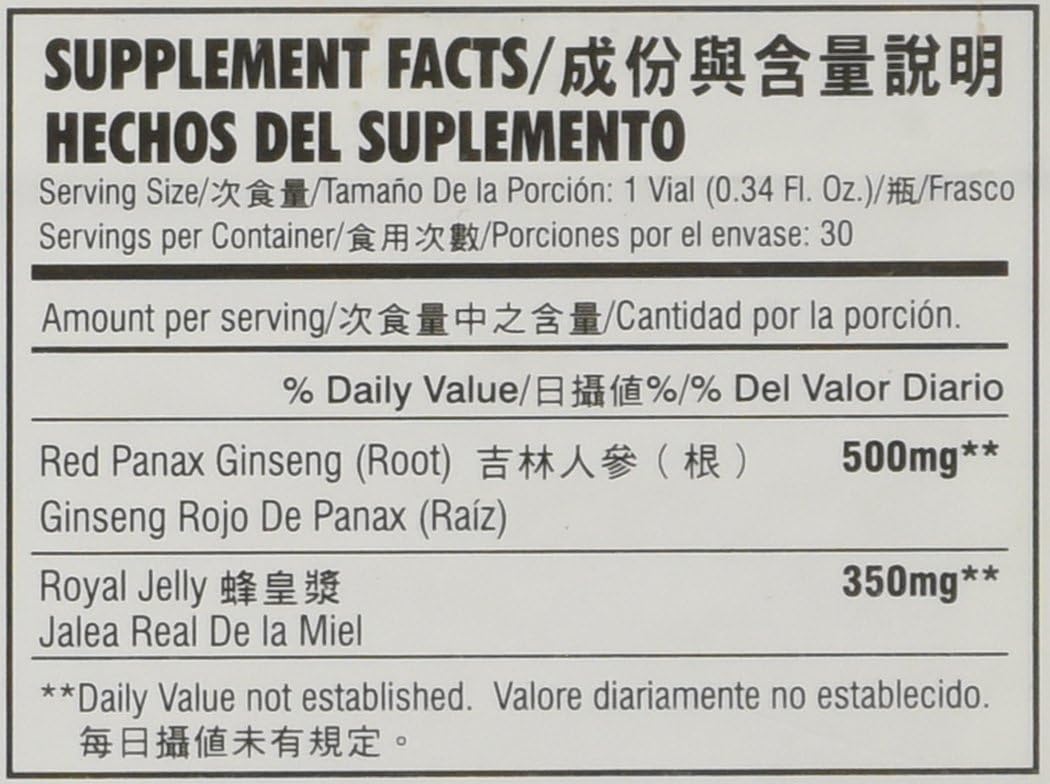 SUPPLEMENT FACTS/成份與含量說明
HECHOS DEL SUPLEMENTO
Serving Size/次食量/Tamaño De la Porción: 1 Vial (0.34 Fl. Oz.)/瓶/Frasco
Servings per Container/食用次數/Porciones por el envase: 30
Amount per serving/次食量中之含量/Cantidad por la porción.
% Daily Value/日攝值%/% Del Valor Diario
Red Panax Ginseng (Root) 吉林人參（根） 500mg**
Ginseng Rojo De Panax (Raíz)
Royal Jelly 蜂皇漿 350mg**
Jalea Real De la Miel
**Daily Value not established. Valore diariamente no establecido.
每日攝值未有規定。